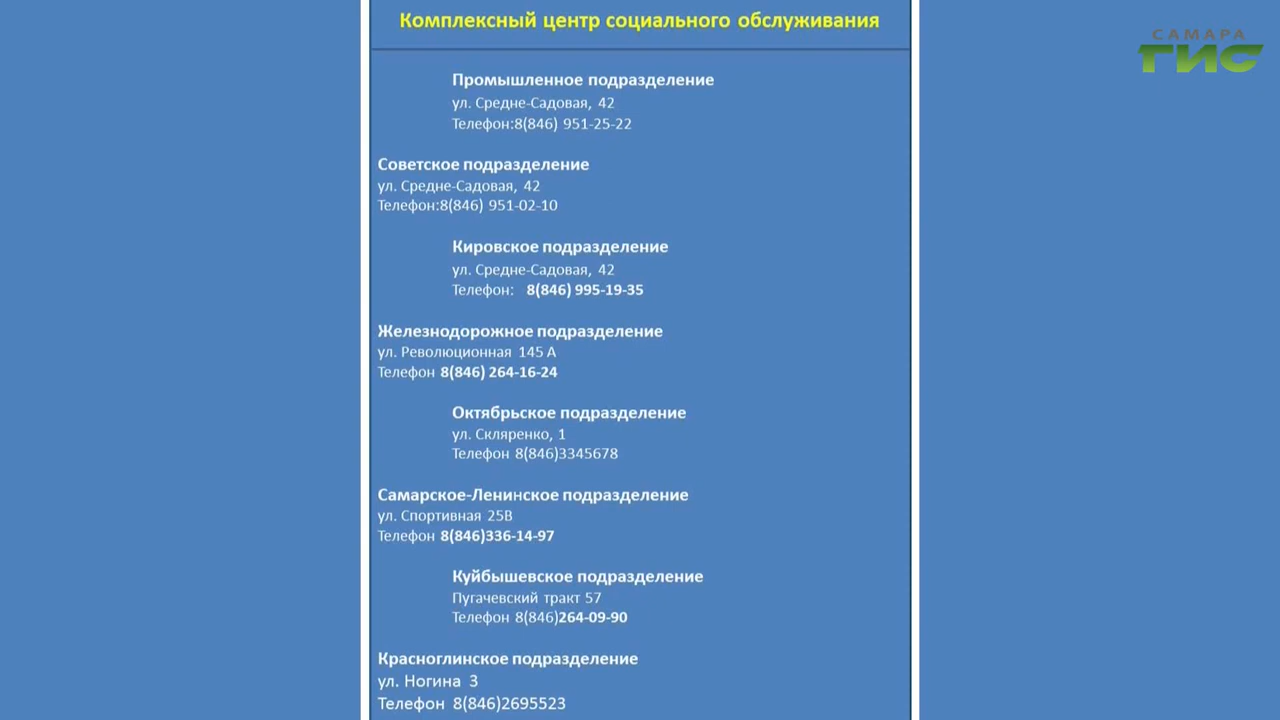 Комплексный центр социального обслуживания
САМАРА
ГИС
Промышленное подразделение
ул. Средне-Садовая, 42
Телефон:8(846) 951-25-22
Советское подразделение
ул. Средне-Садовая, 42
Телефон:8(846) 951-02-10
Кировское подразделение
ул. Средне-Садовая, 42
Телефон: 8(846) 995-19-35
Железнодорожное подразделение
ул. Революционная 145 А
Телефон 8(846) 264-16-24
Октябрьское подразделение
ул. Скляренко, 1
Телефон 8(846)3345678
Самарское-Ленинское подразделение
ул. Спортивная 25В
Телефон 8(846)336-14-97
Куйбышевское подразделение
Пугачевский тракт 57
Телефон 8(846)264-09-90
Красноглинское подразделение
ул. Ногина 3
Телефон 8(846)2695523